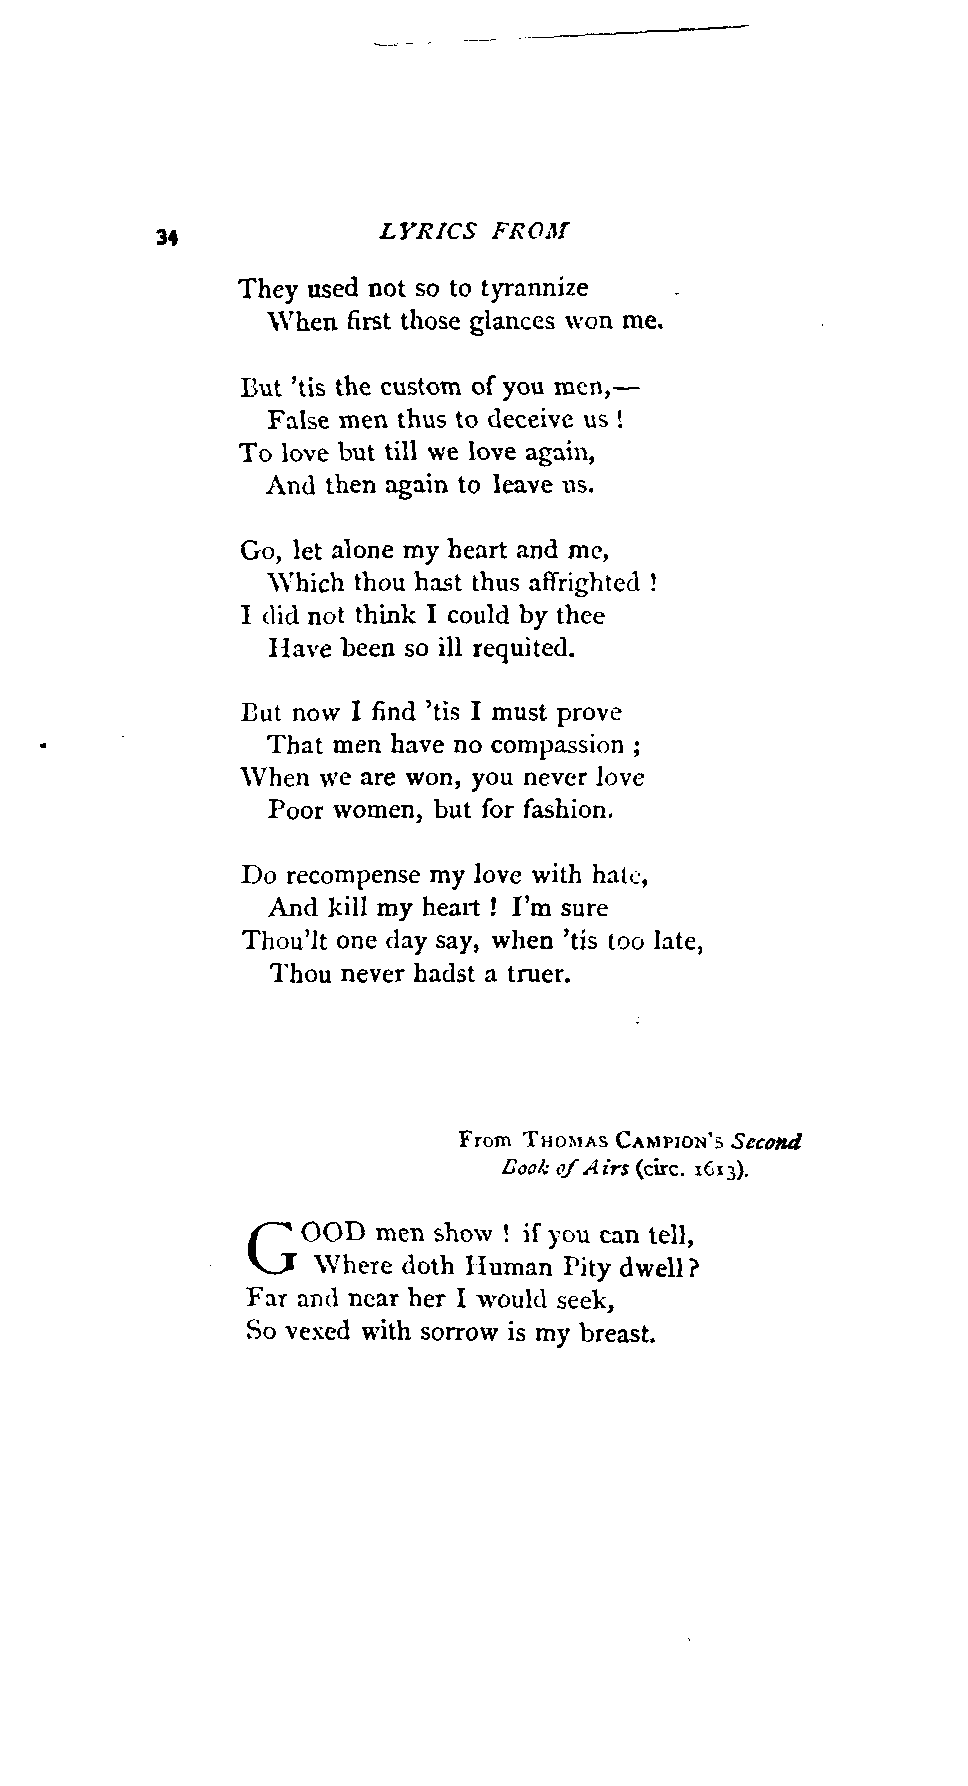 34 LYRICS FROM
They used not so to tyrannize
When first those glances won me.
But 'tis the custom of you men,—
False men thus to deceive us !
To love but till we love again,
And then again to leave us.
Go, let alone my heart and me,
Which thou hast thus affrighted !
I did not think I could by thee
Have been so ill requited.
But now I find 'tis I must prove
That men have no compassion ;
When we are won, you never love
Poor women, but for fashion.
Do recompense my love with hate,
And kill my heart ! I'm sure
Thou'lt one day say, when 'tis too late,
Thou never hadst a truer.
From THOMAS CAMPION'S Second
Book of Airs (circ. 1613).
GOOD men show ! if you can tell,
Where doth Human Pity dwell?
Far and near her I would seek,
So vexed with sorrow is my breast.